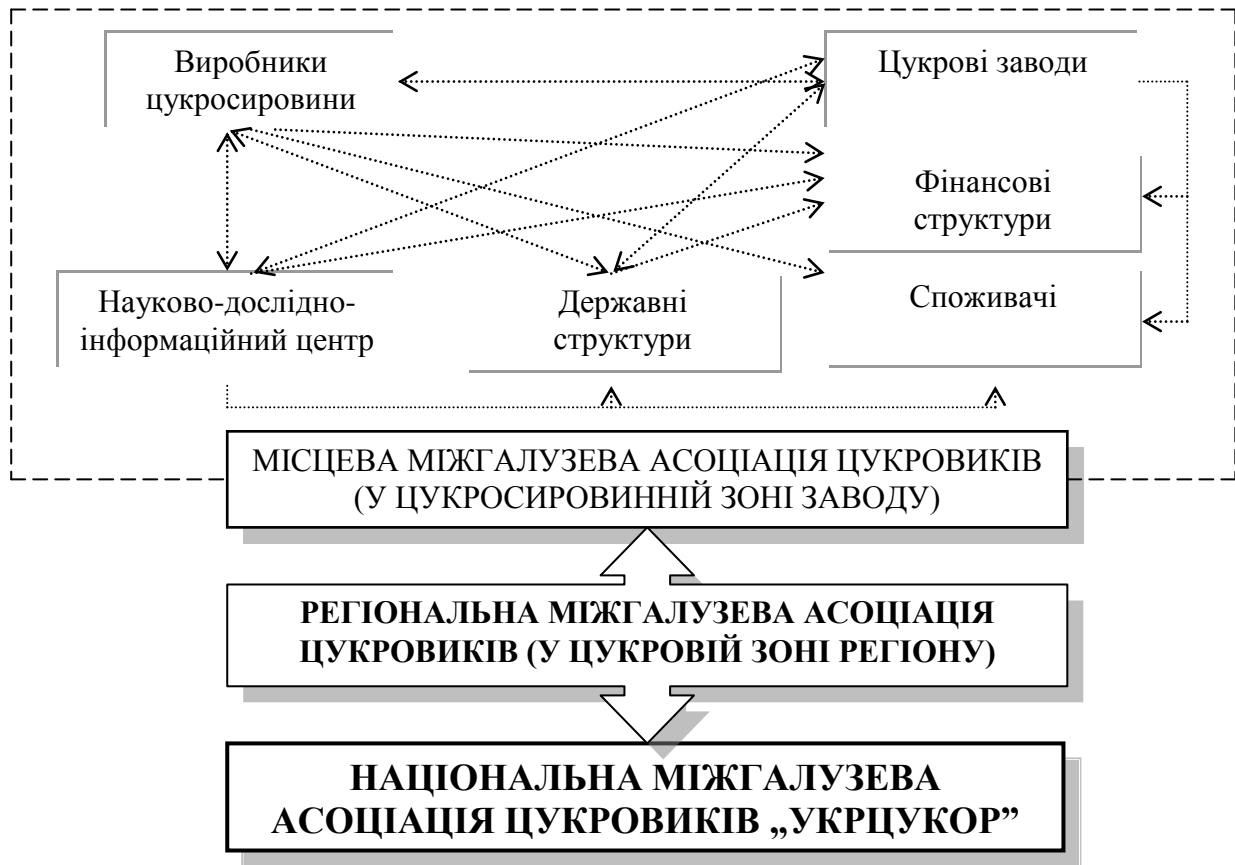 Виробники
цукросировини
Цукрові заводи
Фінансові
структури
Науково-дослідно-
інформаційний центр
Державні
структури
Споживачі
МІСЦЕВА МІЖГАЛУЗЕВА АСОЦІАЦІЯ ЦУКРОВИКІВ
(У ЦУКРОСИРОВИННІЙ ЗОНІ ЗАВОДУ)
РЕГІОНАЛЬНА МІЖГАЛУЗЕВА АСОЦІАЦІЯ
ЦУКРОВИКІВ (У ЦУКРОВІЙ ЗОНІ РЕГІОНУ)
НАЦІОНАЛЬНА МІЖГАЛУЗЕВА
АСОЦІАЦІЯ ЦУКРОВИКІВ „УКРЦУКОР”